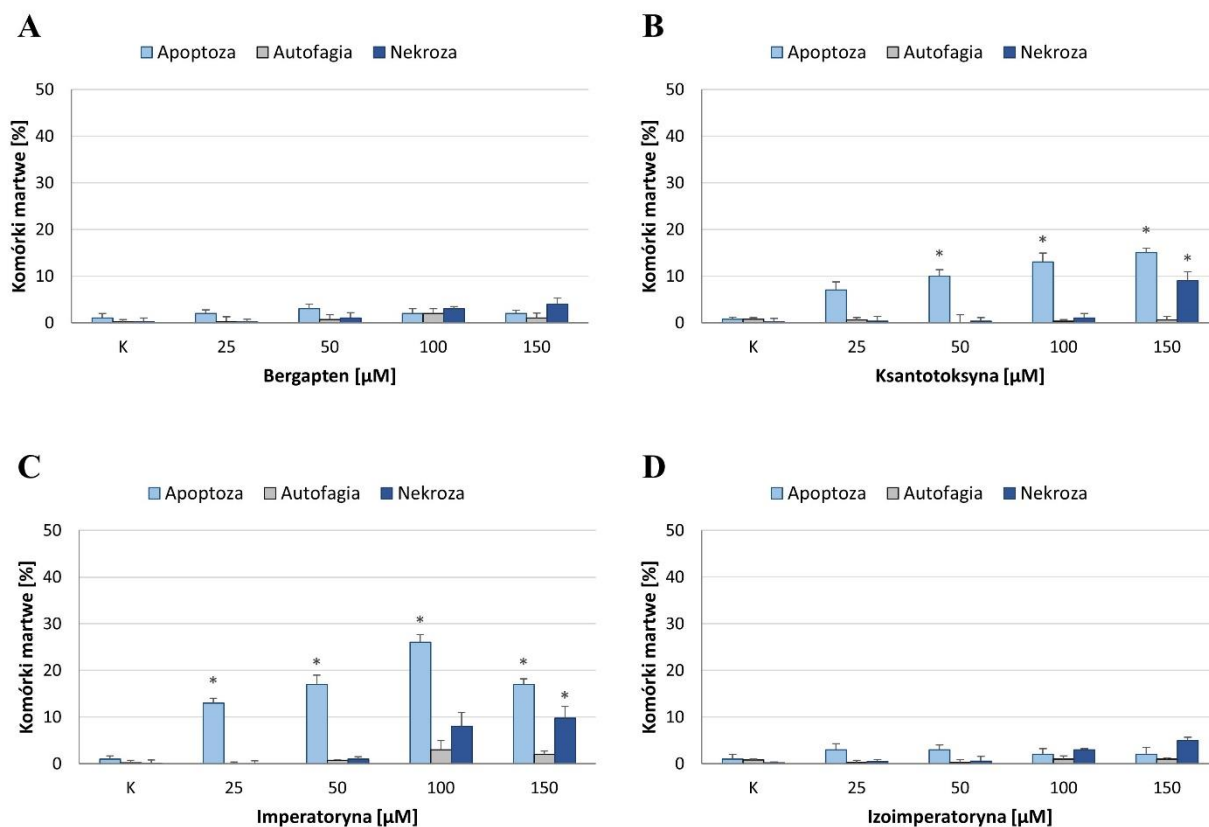 A
Apoptoza Autofagia Nekroza
50
40
30
20
10
0
Komórki martwe [%]
K 25 50 100 150
Bergapten [µM]
B
Apoptoza Autofagia Nekroza
50
40
30
20
10
0
Komórki martwe [%]
* * * *
K 25 50 100 150
Ksantotoksyna [µM]
C
Apoptoza Autofagia Nekroza
50
40
30
20
10
0
Komórki martwe [%]
* * * * *
K 25 50 100 150
Imperatoryna [µM]
D
Apoptoza Autofagia Nekroza
50
40
30
20
10
0
Komórki martwe [%]
K 25 50 100 150
Izoimperatoryna [µM]